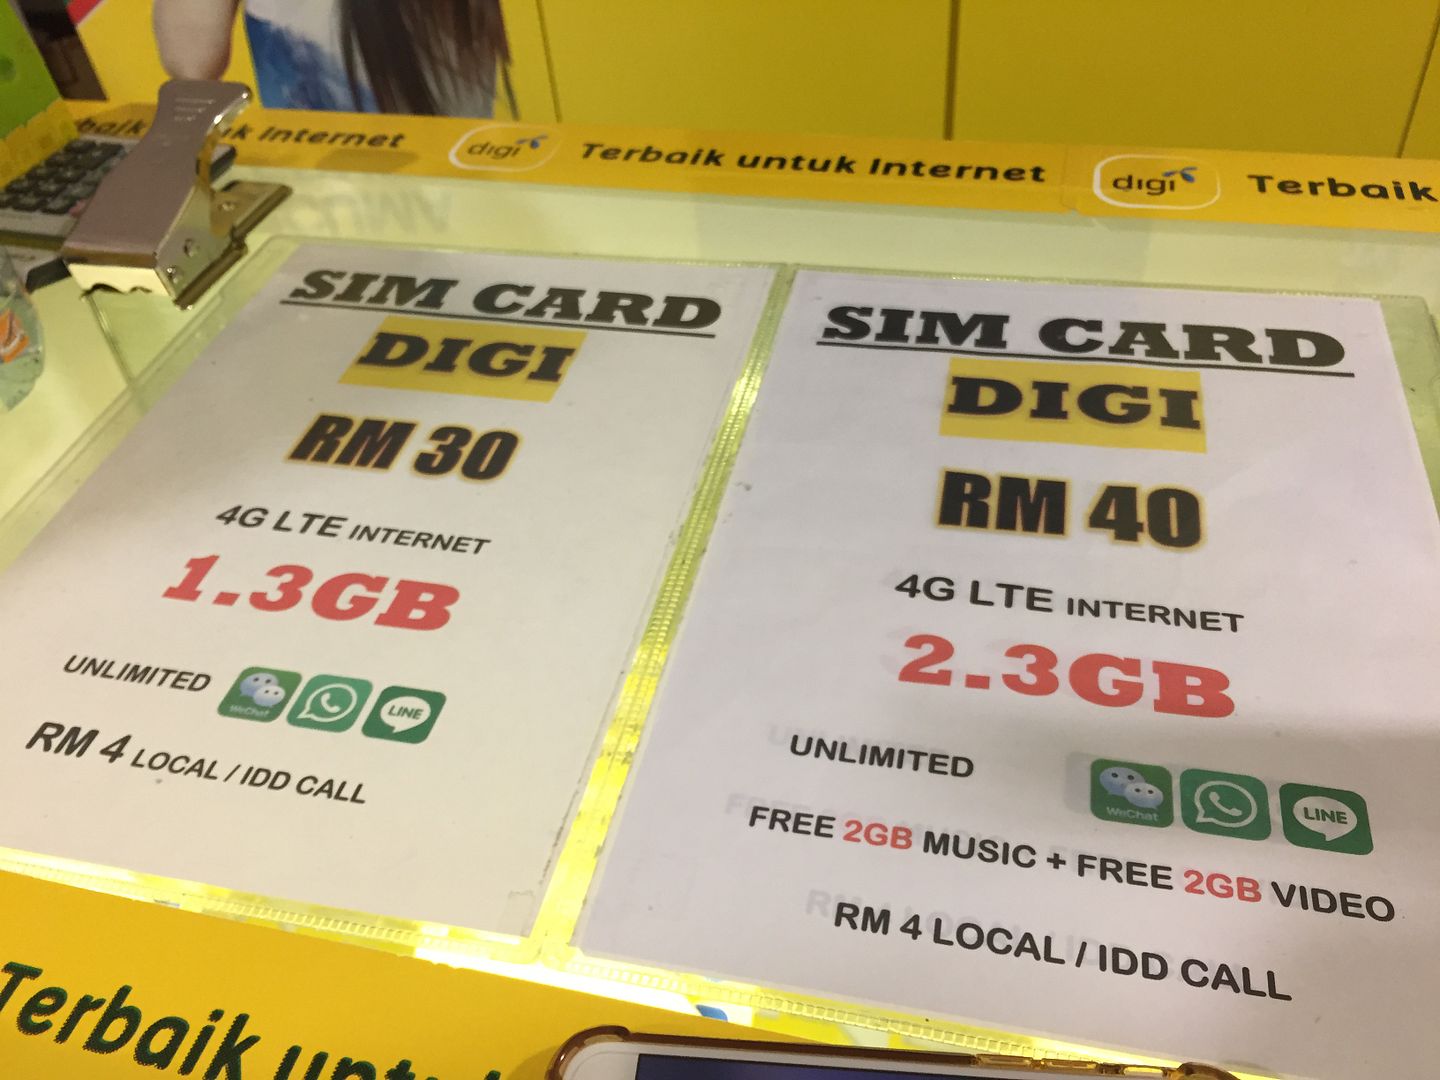 baik untuk Internet
digi
Terbaik untuk Internet
digi
Terbaik
SIM CARD
DIGI
RM 30
4G LTE INTERNET
1.3GB
UNLIMITED
WeChat
LINE
RM 4 LOCAL / IDD CALL
SIM CARD
DIGI
RM 40
4G LTE INTERNET
2.3GB
UNLIMITED
WeChat
LINE
FREE 2GB MUSIC + FREE 2GB VIDEO
RM 4 LOCAL / IDD CALL
Terbaik untuk